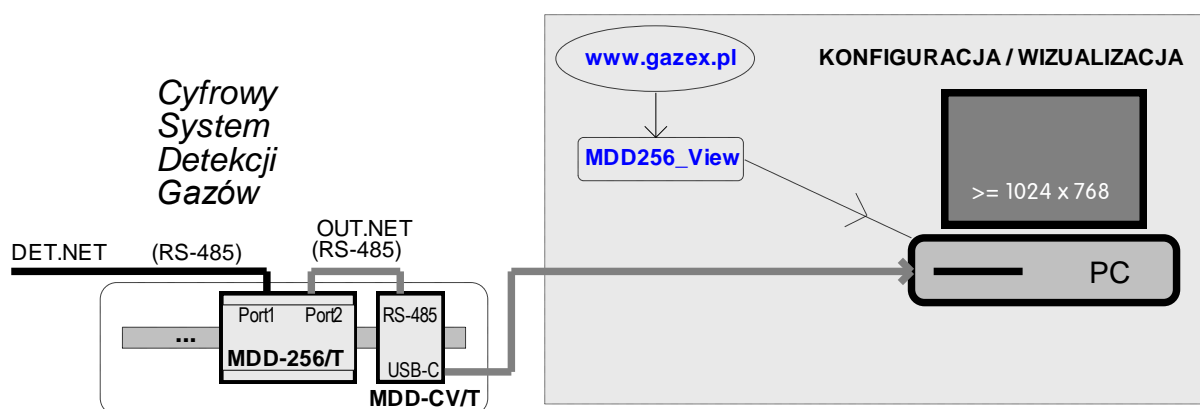 www.gazex.pl
KONFIGURACJA / WIZUALIZACJA
Cyfrowy
System
Detekcji
Gazów
MDD256_View
>= 1024 x 768
OUT.NET
DET.NET (RS-485) (RS-485)
PC
Port1 Port2 RS-485
...
MDD-256/T
USB-C
MDD-CV/T